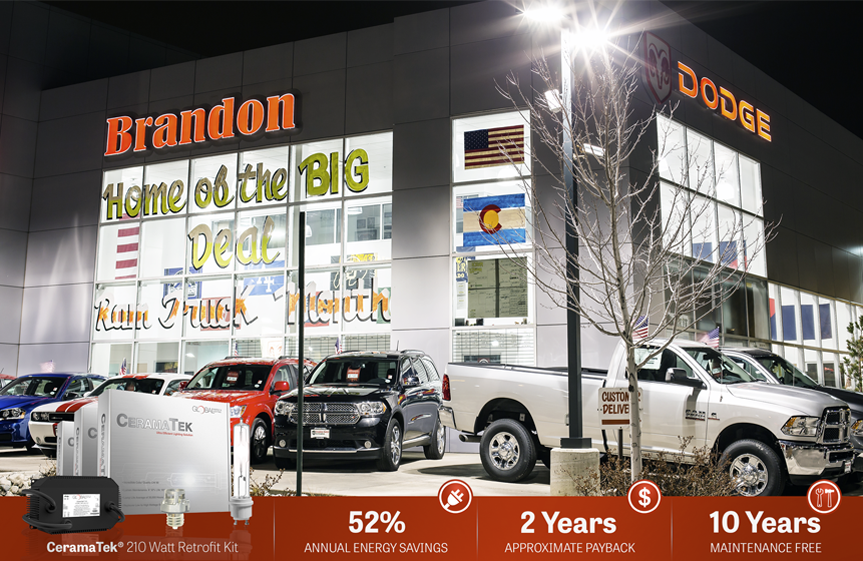 Brandon
DODGE
Home of the BIG
Deal
Ram Truck Month
CUSTOMER
DELIVE
CERAMATEK
CeramaTek® 210 Watt Retrofit Kit
52%
ANNUAL ENERGY SAVINGS
2 Years
APPROXIMATE PAYBACK
10 Years
MAINTENANCE FREE